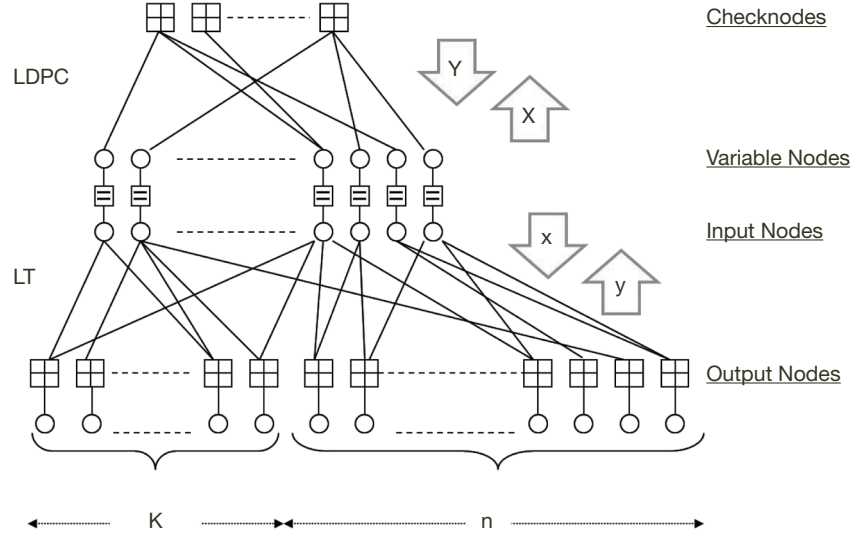 Checknodes
LDPC
Y
X
Variable Nodes
Input Nodes
x
LT
y
Output Nodes
K
n